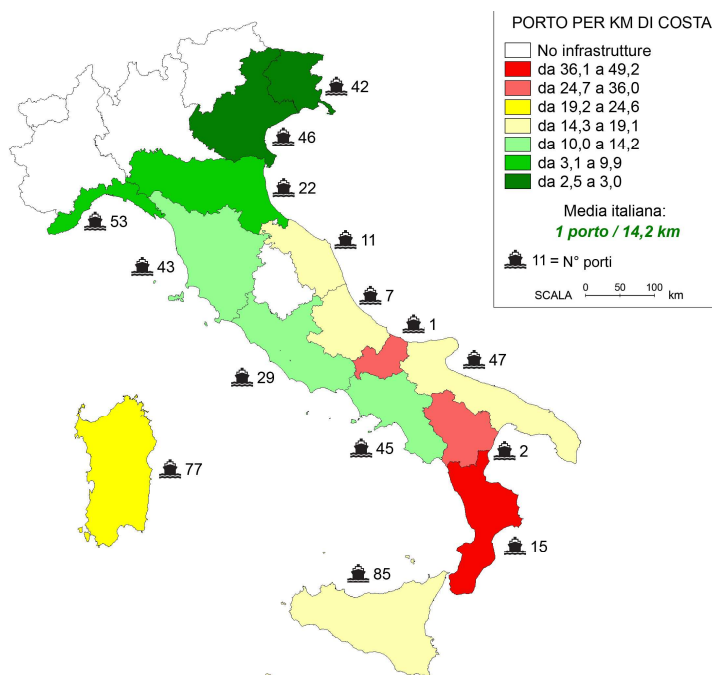 PORTO PER KM DI COSTA
No infrastrutture
da 36,1 a 49,2
da 24,7 a 36,0
da 19,2 a 24,6
da 14,3 a 19,1
da 10,0 a 14,2
da 3,1 a 9,9
da 2,5 a 3,0
Media italiana:
1 porto / 14,2 km
11 = N° porti
SCALA 0 50 100 km
42
46
22
53
11
43
7
1
47
29
45
2
77
15
85